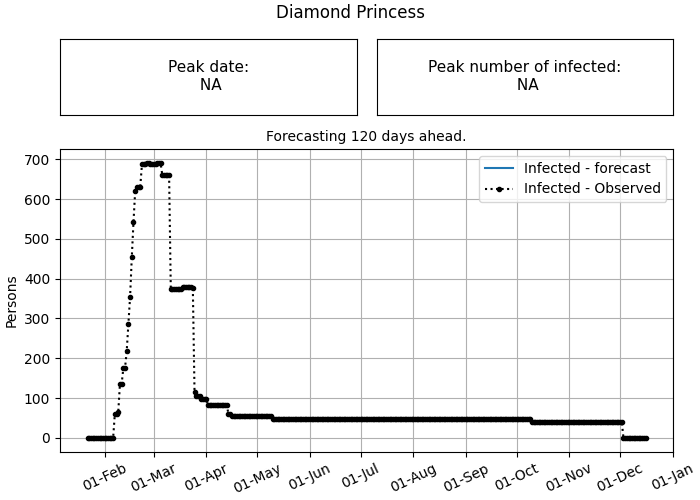 Diamond Princess
Peak date:
NA
Peak number of infected:
NA
Forecasting 120 days ahead.
Infected - forecast
Infected - Observed
Persons
700
600
500
400
300
200
100
0
01-Feb
01-Mar
01-Apr
01-May
01-Jun
01-Jul
01-Aug
01-Sep
01-Oct
01-Nov
01-Dec
01-Jan